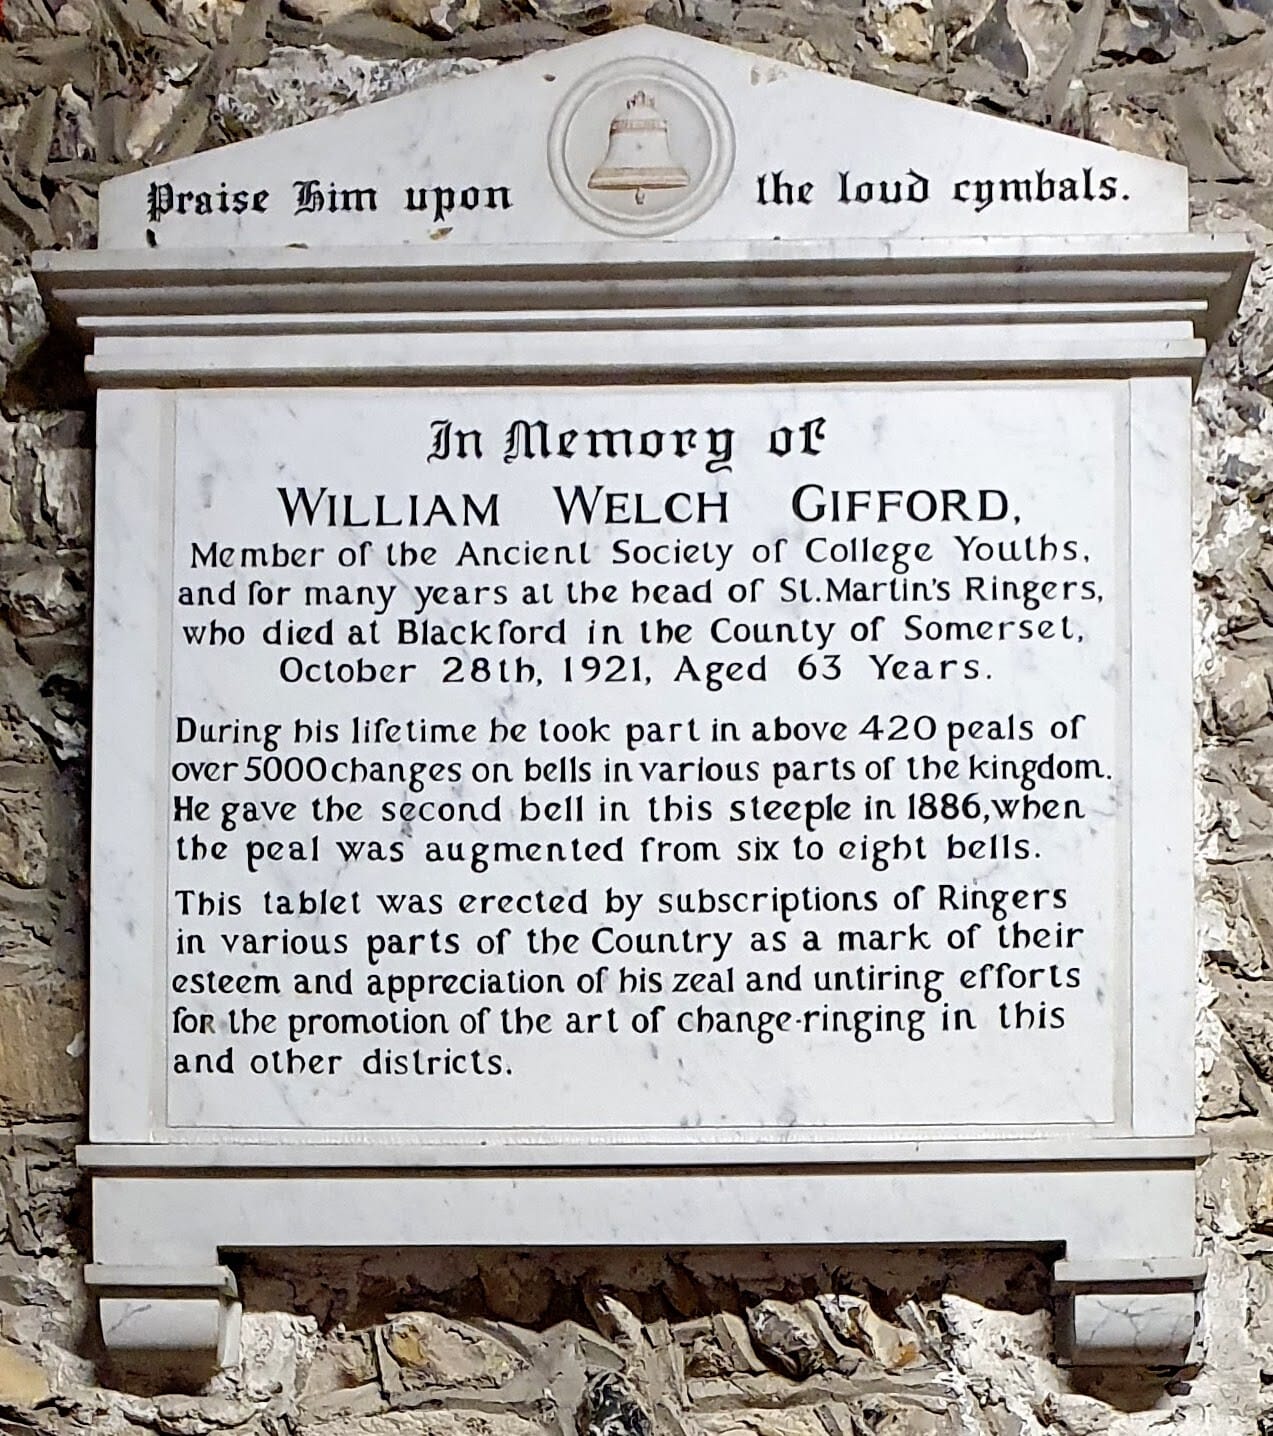 Praise Him upon the loud cymbals.
In Memory of
WILLIAM WELCH GIFFORD,
Member of the Ancient Society of College Youths,
and for many years at the head of St. Martin's Ringers,
who died at Blackford in the County of Somerset,
October 28th, 1921, Aged 63 Years.
During his lifetime he took part in above 420 peals of
over 5000 changes on bells in various parts of the kingdom.
He gave the second bell in this steeple in 1886, when
the peal was augmented from six to eight bells.
This tablet was erected by subscriptions of Ringers
in various parts of the Country as a mark of their
esteem and appreciation of his zeal and untiring efforts
foR the promotion of the art of change-ringing in this
and other districts.